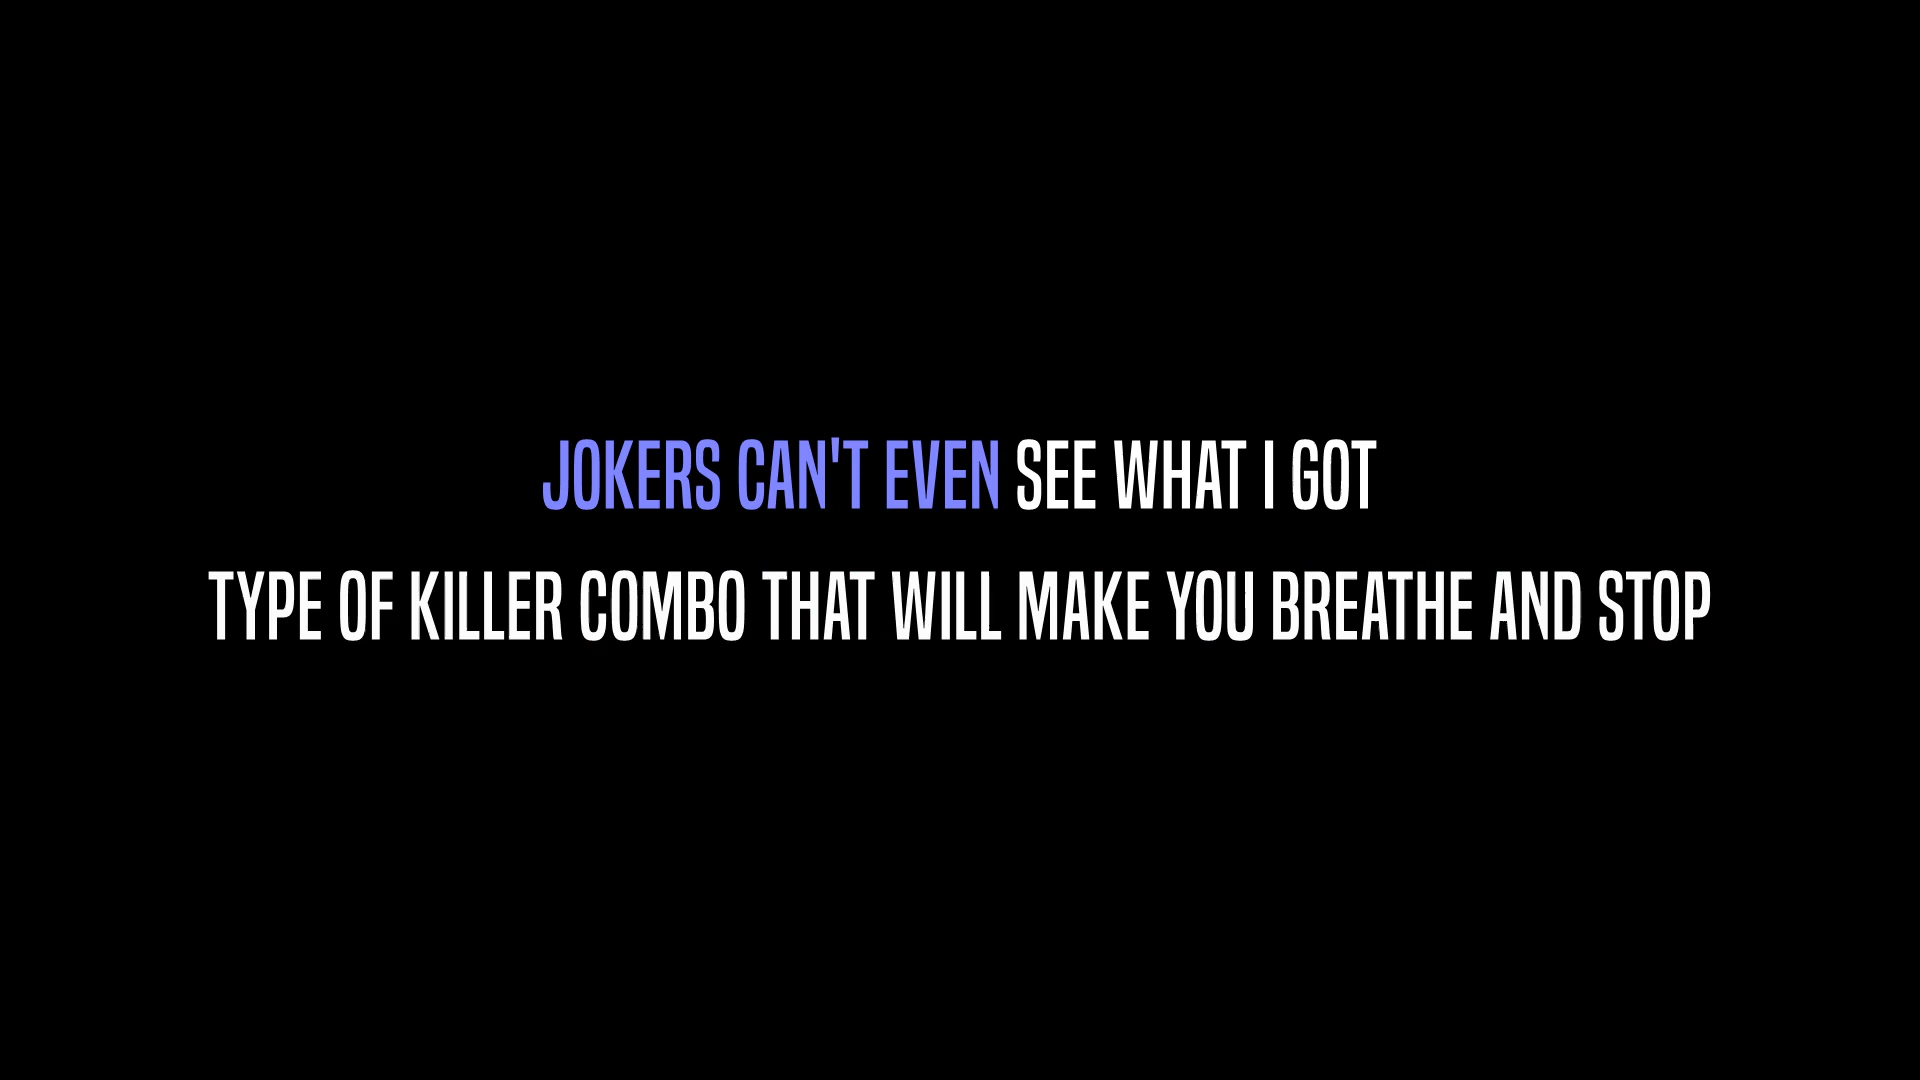 JOKERS CAN'T EVEN SEE WHAT I GOT
TYPE OF KILLER COMBO THAT WILL MAKE YOU BREATHE AND STOP